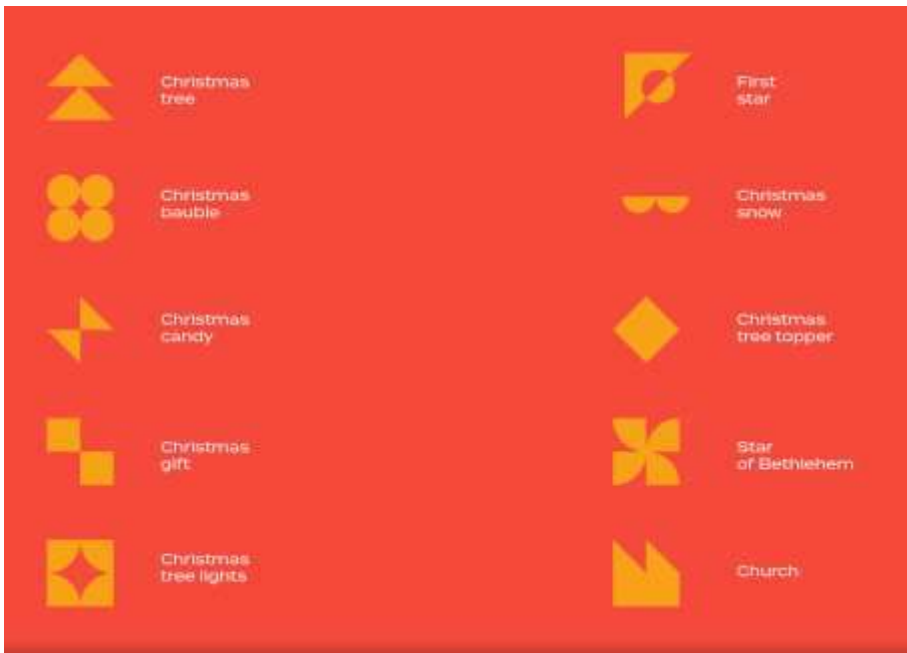 Christmas
tree
Christmas
bauble
Christmas
candy
Christmas
gift
Christmas
tree lights
First
star
Christmas
snow
Christmas
tree topper
Star
of Bethlehem
Church